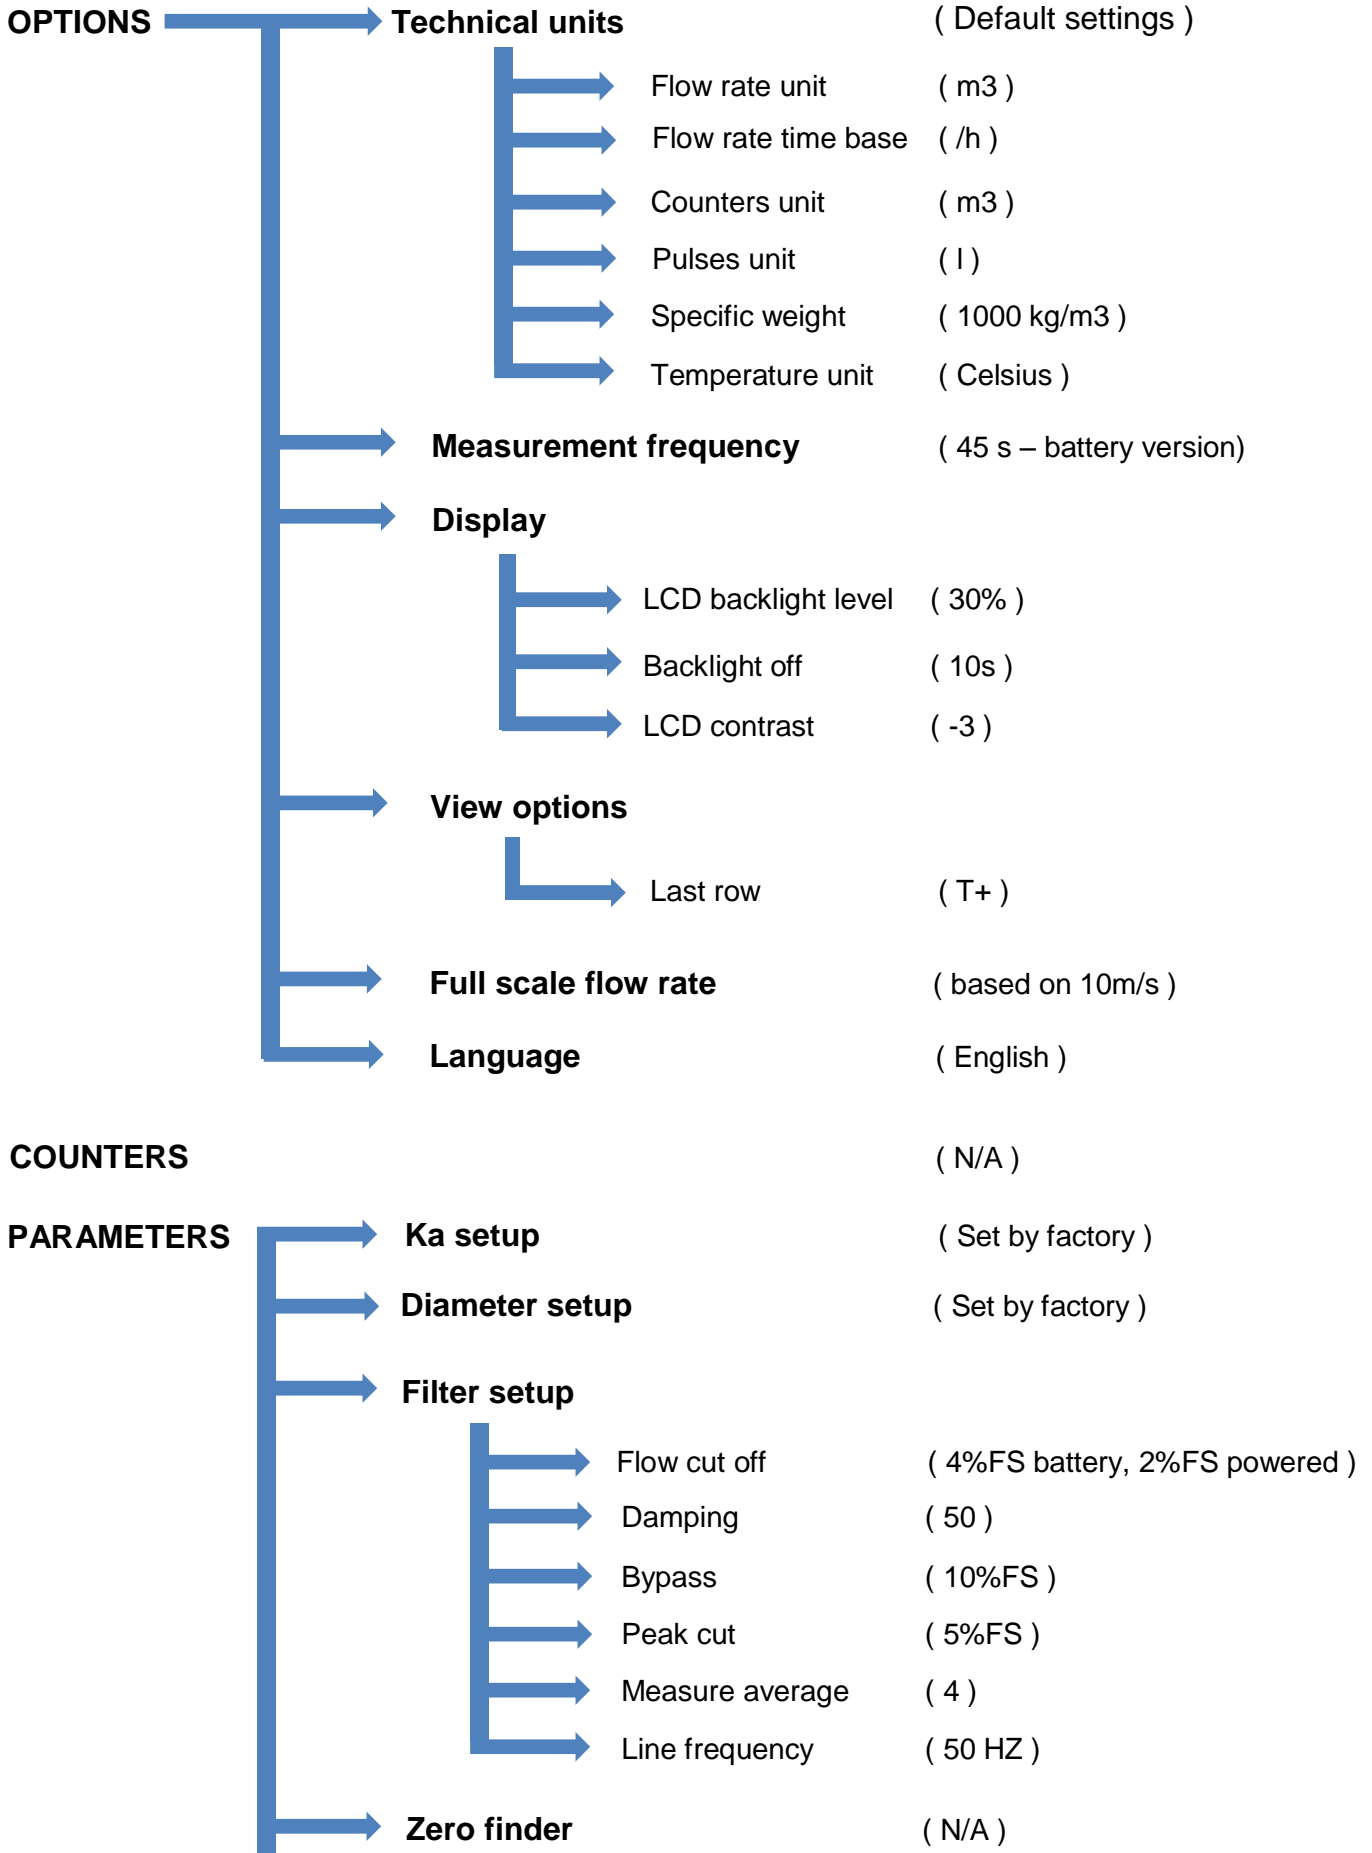 OPTIONS Technical units ( Default settings )
Flow rate unit ( m3 )
Flow rate time base ( /h )
Counters unit ( m3 )
Pulses unit ( l )
Specific weight ( 1000 kg/m3 )
Temperature unit ( Celsius )
Measurement frequency ( 45 s – battery version)
Display
LCD backlight level ( 30% )
Backlight off ( 10s )
LCD contrast ( -3 )
View options
Last row ( T+ )
Full scale flow rate ( based on 10m/s )
Language ( English )
COUNTERS ( N/A )
PARAMETERS Ka setup ( Set by factory )
Diameter setup ( Set by factory )
Filter setup
Flow cut off ( 4%FS battery, 2%FS powered )
Damping ( 50 )
Bypass ( 10%FS )
Peak cut ( 5%FS )
Measure average ( 4 )
Line frequency ( 50 HZ )
Zero finder ( N/A )